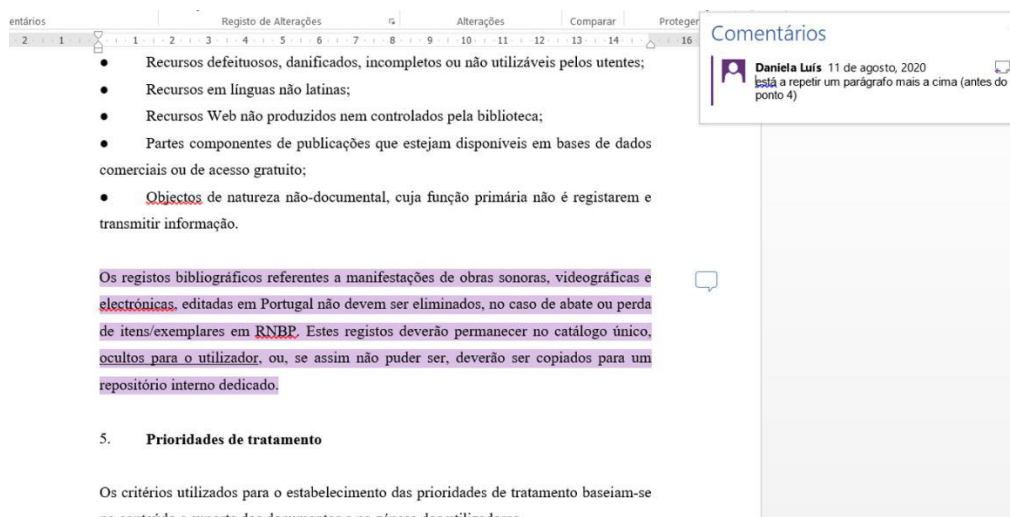 entários
Registo de Alterações
Alterações
Comparar
Proteger
2 1 1 2 3 4 5 6 7 8 9 10 11 12 13 14 16
● Recursos defeituosos, danificados, incompletos ou não utilizáveis pelos utentes;
● Recursos em línguas não latinas;
● Recursos Web não produzidos nem controlados pela biblioteca;
● Partes componentes de publicações que estejam disponíveis em bases de dados
comerciais ou de acesso gratuito;
● Objectos de natureza não-documental, cuja função primária não é registarem e
transmitir informação.
Os registos bibliográficos referentes a manifestações de obras sonoras, videográficas e
electrónicas, editadas em Portugal não devem ser eliminados, no caso de abate ou perda
de itens/exemplares em RNBP. Estes registos deverão permanecer no catálogo único,
ocultos para o utilizador, ou, se assim não puder ser, deverão ser copiados para um
repositório interno dedicado.
5. Prioridades de tratamento
Os critérios utilizados para o estabelecimento das prioridades de tratamento baseiam-se
Comentários
Daniela Luís 11 de agosto, 2020
está a repetir um parágrafo mais a cima (antes do
ponto 4)